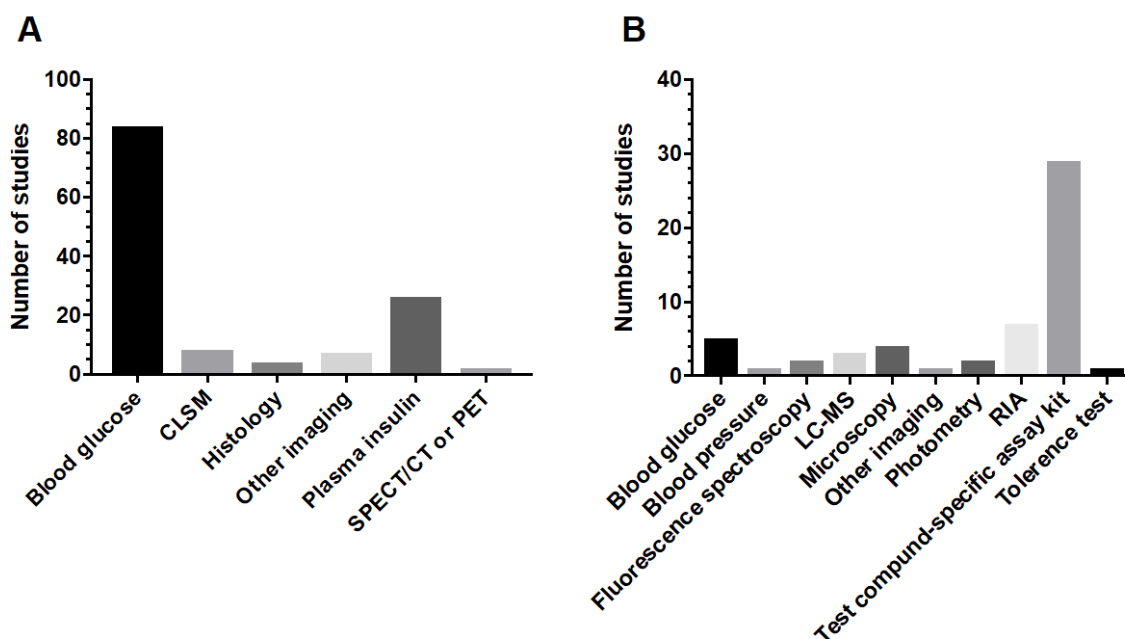 A
Number of studies
100
80
60
40
20
0
Blood glucose
CLSM
Histology
Other imaging
Plasma insulin
SPECT/CT or PET
B
Number of studies
40
30
20
10
0
Blood glucose
Blood pressure
Fluorescence spectroscopy
LC-MS
Microscopy
Other imaging
Photometry
RIA
Test compund-specific assay kit
Tolerence test